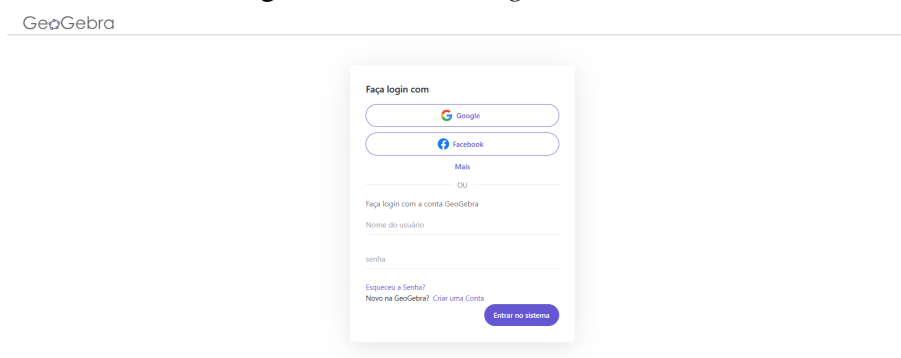 GeoGebra
Faça login com
Google
Facebook
Mais
OU
Faça login com a conta GeoGebra
Nome do usuário
senha
Esqueceu a Senha?
Novo na GeoGebra? Criar uma Conta
Entrar no sistema